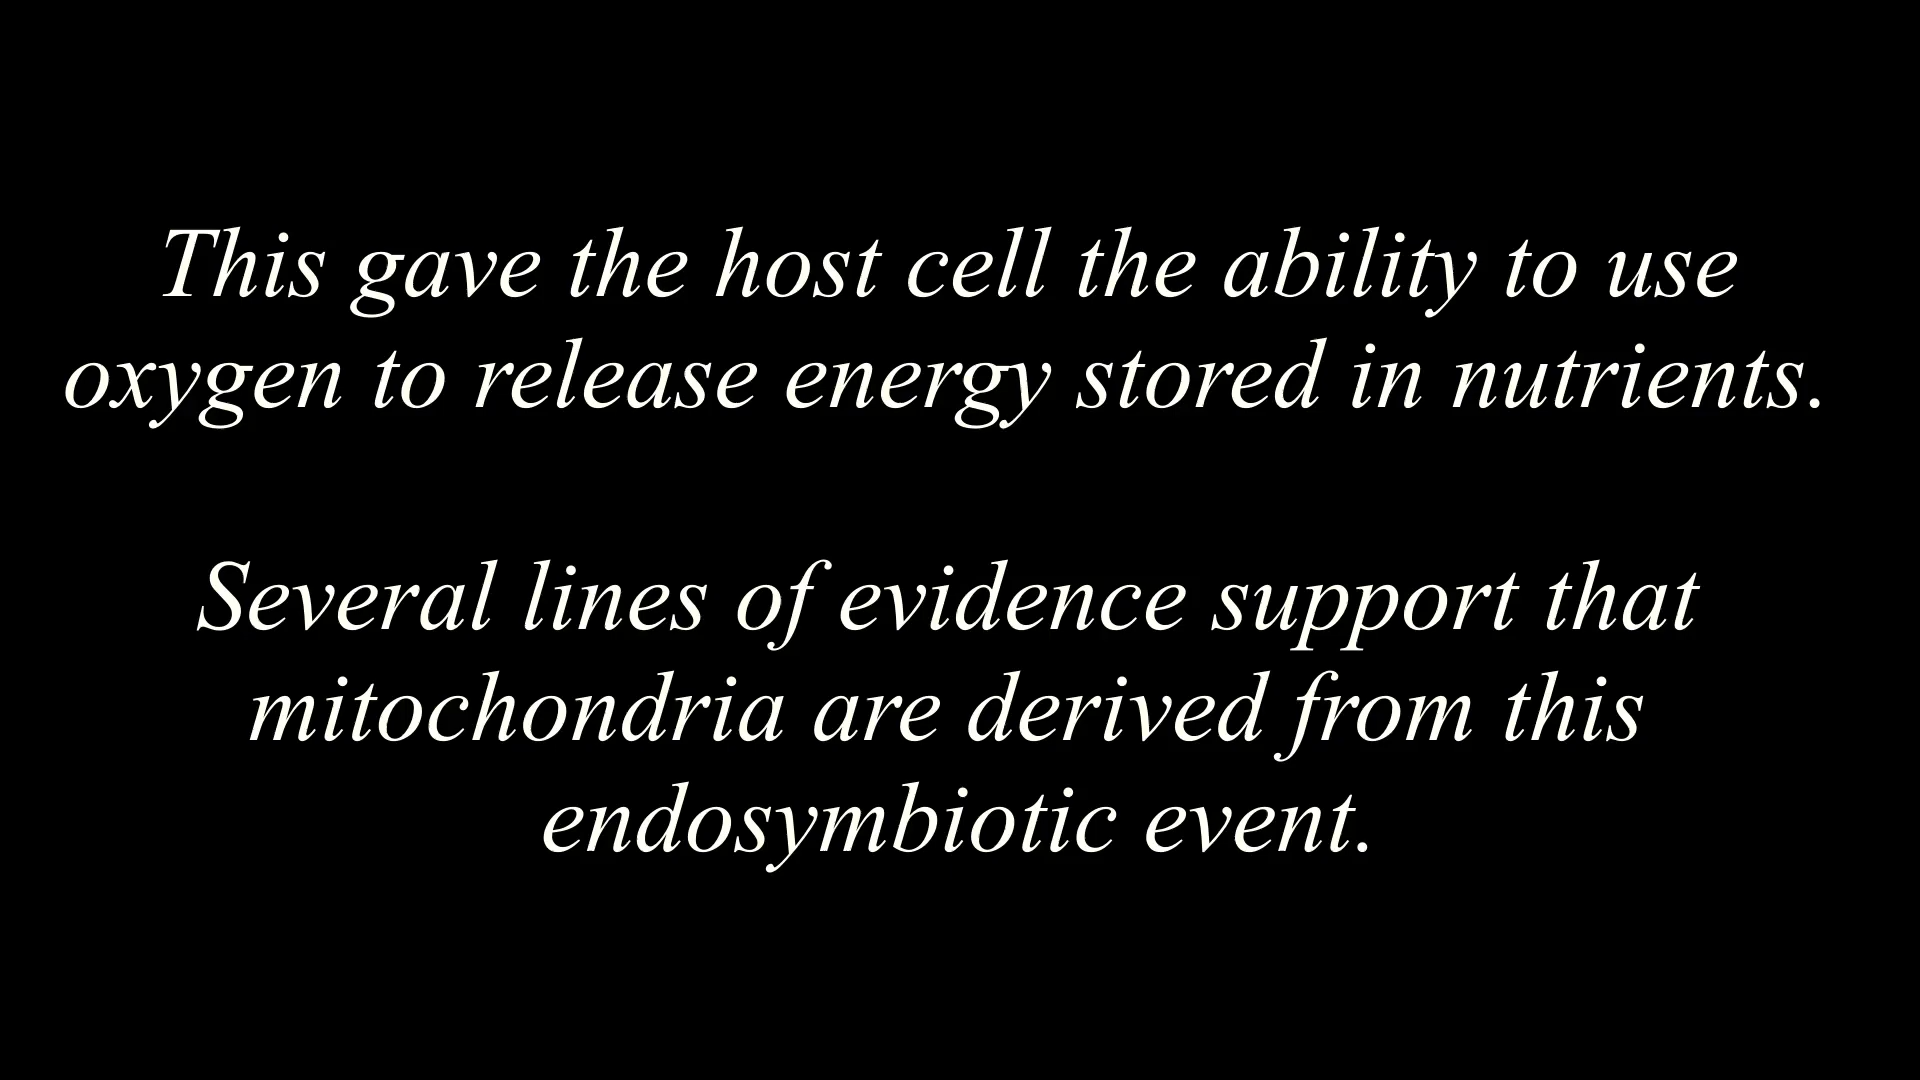 This gave the host cell the ability to use
oxygen to release energy stored in nutrients.
Several lines of evidence support that
mitochondria are derived from this
endosymbiotic event.